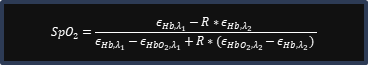 SpO₂ = (ϵ_{Hb,λ₁} − R * ϵ_{Hb,λ₂}) / (ϵ_{Hb,λ₁} − ϵ_{HbO₂,λ₁} + R * (ϵ_{HbO₂,λ₂} − ϵ_{Hb,λ₂}))